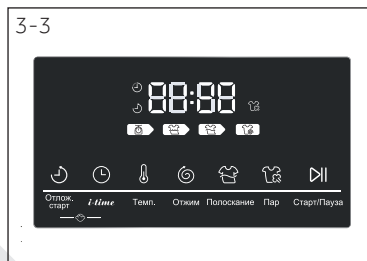 3-3
88:88
Отлож.
старт
i-time
Темп.
Отжим
Полоскание
Пар
Старт/Пауза